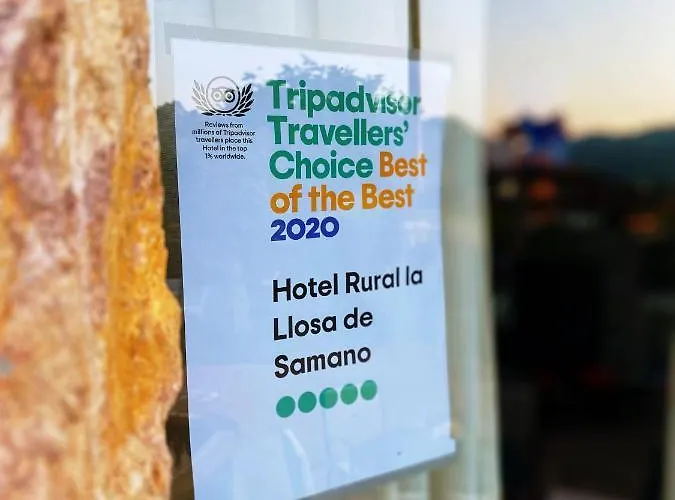 Reviews from
millions of Tripadvisor
travellers place this
Hotel in the top
1% worldwide.
Tripadvisor
Travellers'
Choice Best
of the Best
2020
Hotel Rural la
Llosa de
Samano